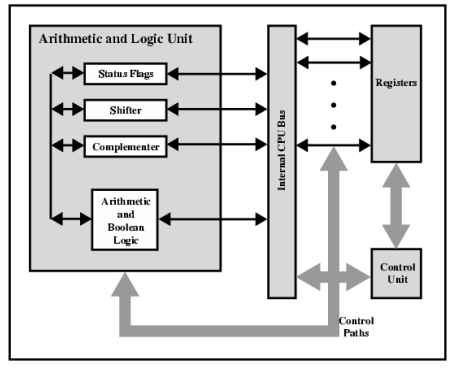 Arithmetic and Logic Unit
Status Flags
Shifter
Complementer
Arithmetic
and
Boolean
Logic
Internal CPU Bus
Registers
Control
Unit
Control
Paths